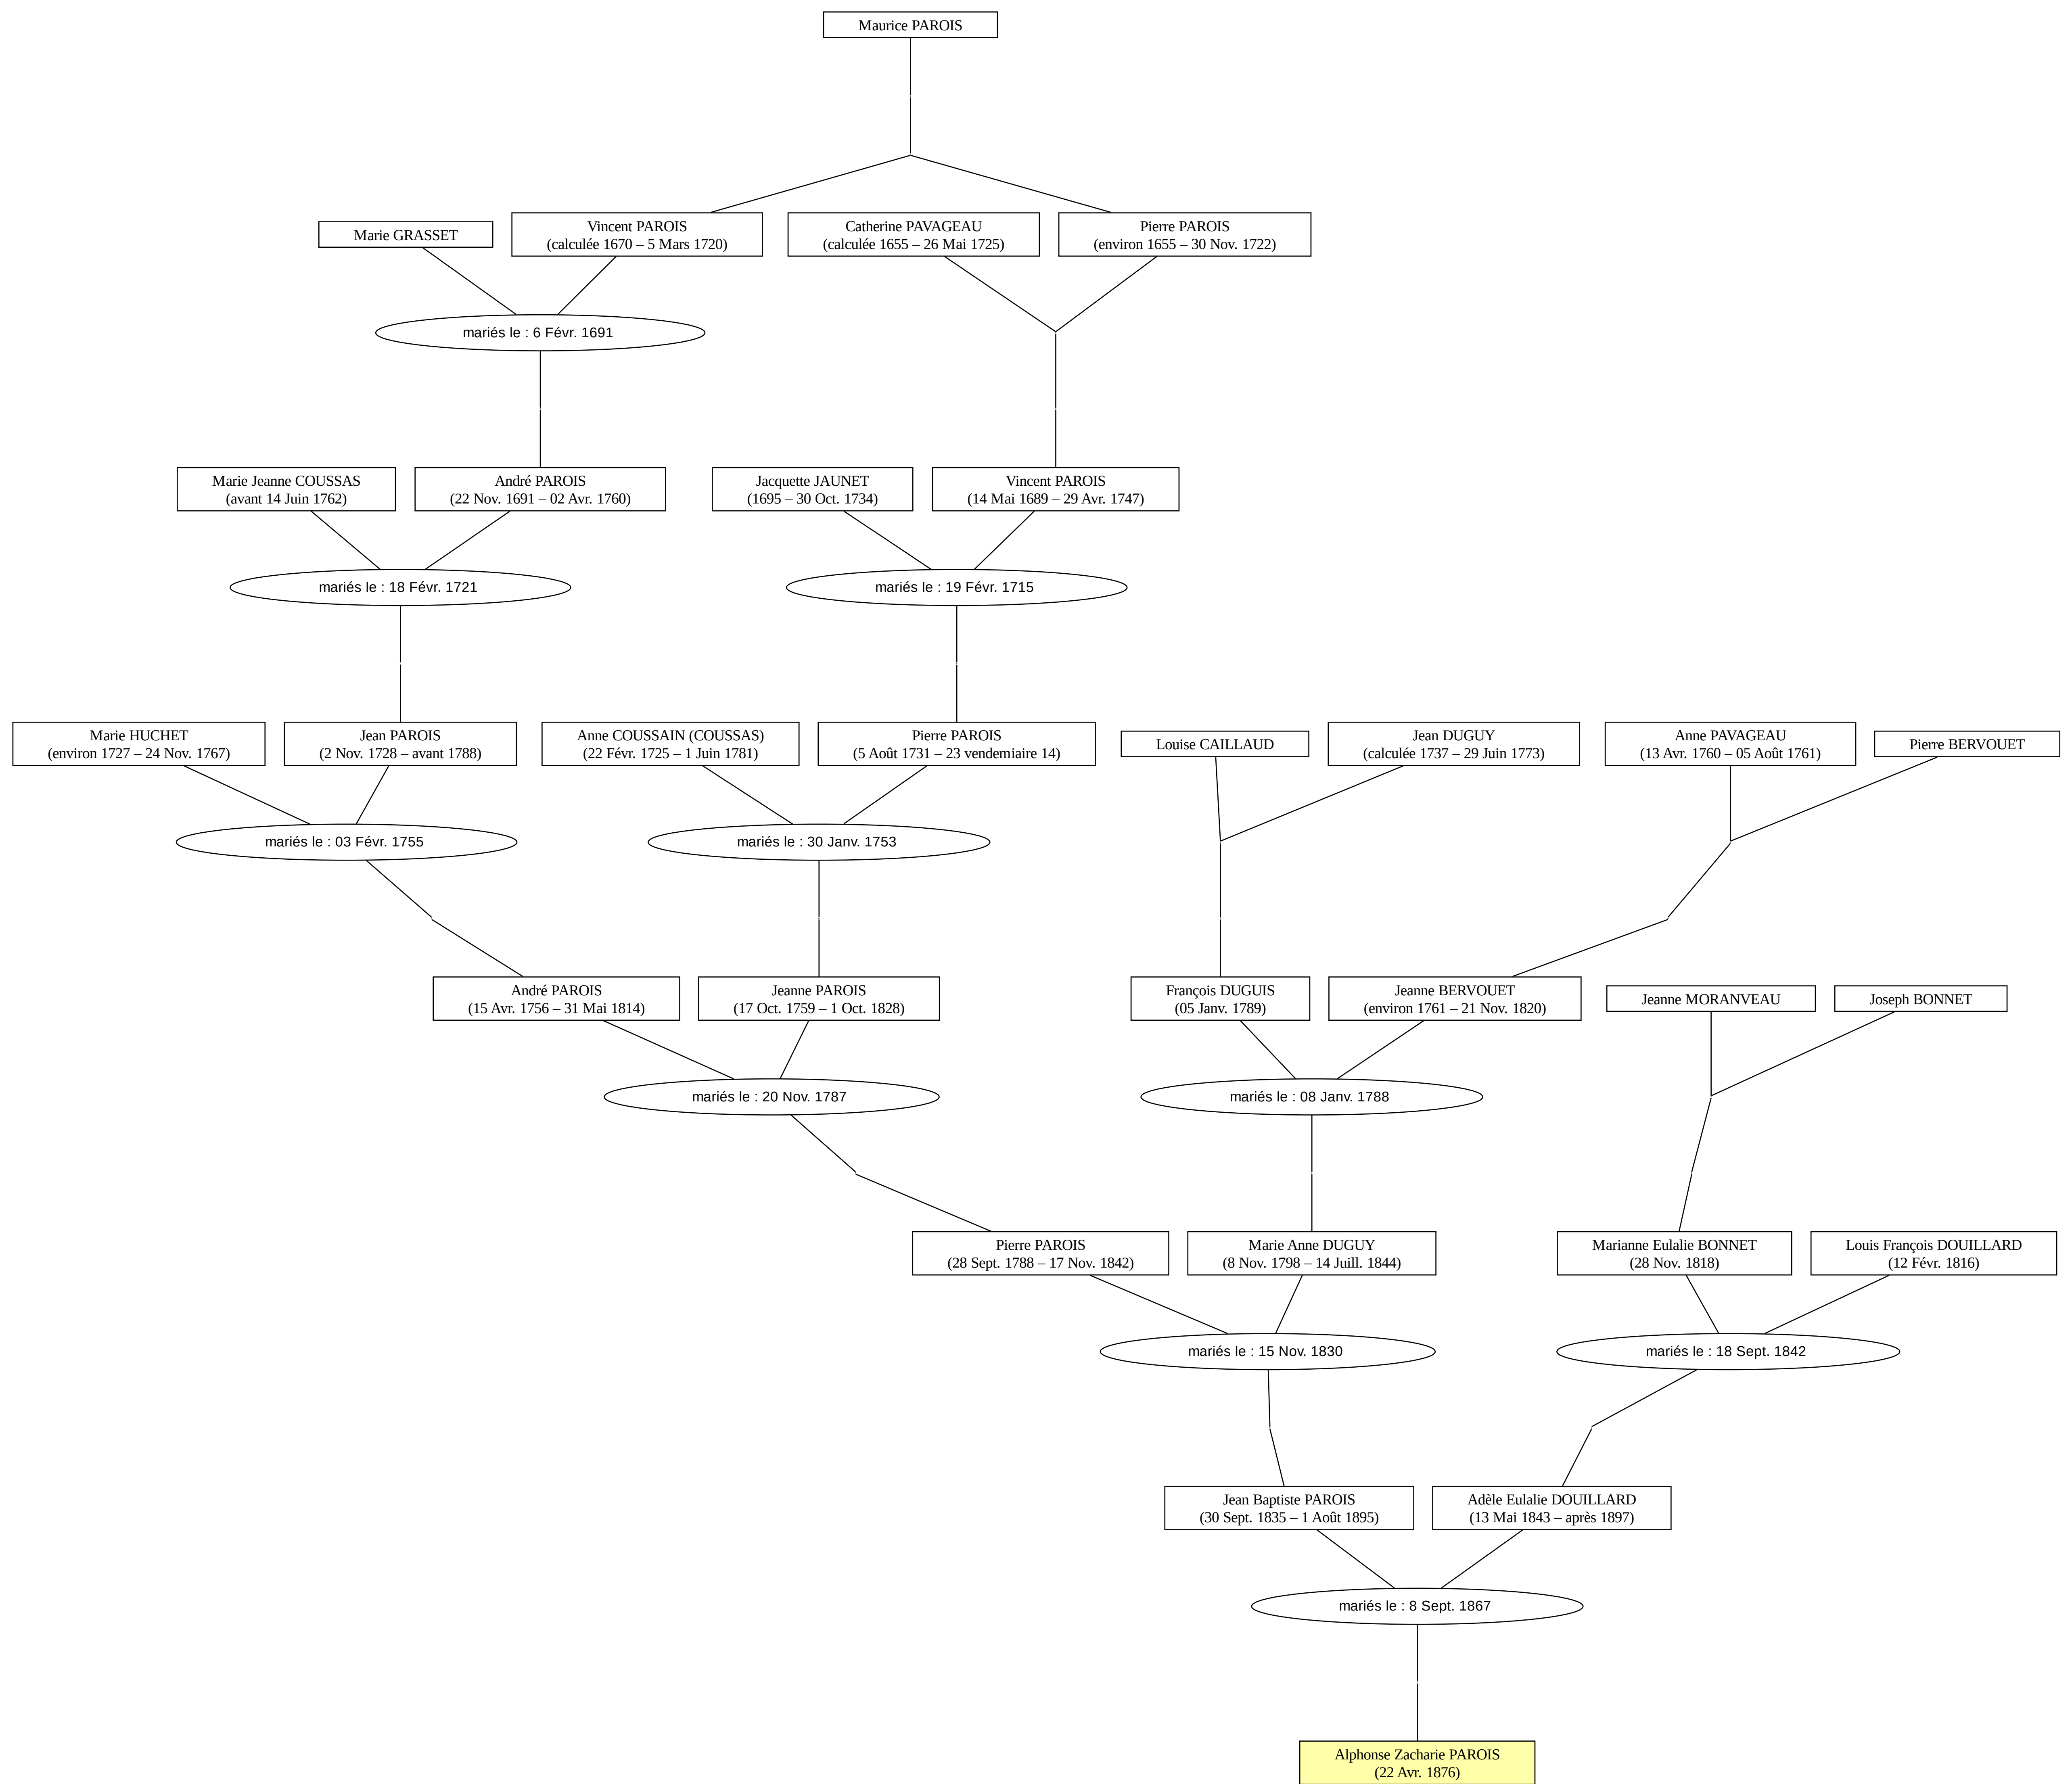 Maurice PAROIS
Marie GRASSET
Vincent PAROIS
(calculée 1670 – 5 Mars 1720)
Catherine PAVAGEAU
(calculée 1655 – 26 Mai 1725)
Pierre PAROIS
(environ 1655 – 30 Nov. 1722)
mariés le : 6 Févr. 1691
Marie Jeanne COUSSAS
(avant 14 Juin 1762)
André PAROIS
(22 Nov. 1691 – 02 Avr. 1760)
Jacquette JAUNET
(1695 – 30 Oct. 1734)
Vincent PAROIS
(14 Mai 1689 – 29 Avr. 1747)
mariés le : 18 Févr. 1721
mariés le : 19 Févr. 1715
Marie HUCHET
(environ 1727 – 24 Nov. 1767)
Jean PAROIS
(2 Nov. 1728 – avant 1788)
Anne COUSSAIN (COUSSAS)
(22 Févr. 1725 – 1 Juin 1781)
Pierre PAROIS
(5 Août 1731 – 23 vendemiaire 14)
Louise CAILLAUD
Jean DUGUY
(calculée 1737 – 29 Juin 1773)
Anne PAVAGEAU
(13 Avr. 1760 – 05 Août 1761)
Pierre BERVOUET
mariés le : 03 Févr. 1755
mariés le : 30 Janv. 1753
André PAROIS
(15 Avr. 1756 – 31 Mai 1814)
Jeanne PAROIS
(17 Oct. 1759 – 1 Oct. 1828)
François DUGUIS
(05 Janv. 1789)
Jeanne BERVOUET
(environ 1761 – 21 Nov. 1820)
Jeanne MORANVEAU
Joseph BONNET
mariés le : 20 Nov. 1787
mariés le : 08 Janv. 1788
Pierre PAROIS
(28 Sept. 1788 – 17 Nov. 1842)
Marie Anne DUGUY
(8 Nov. 1798 – 14 Juill. 1844)
Marianne Eulalie BONNET
(28 Nov. 1818)
Louis François DOUILLARD
(12 Févr. 1816)
mariés le : 15 Nov. 1830
mariés le : 18 Sept. 1842
Jean Baptiste PAROIS
(30 Sept. 1835 – 1 Août 1895)
Adèle Eulalie DOUILLARD
(13 Mai 1843 – après 1897)
mariés le : 8 Sept. 1867
Alphonse Zacharie PAROIS
(22 Avr. 1876)